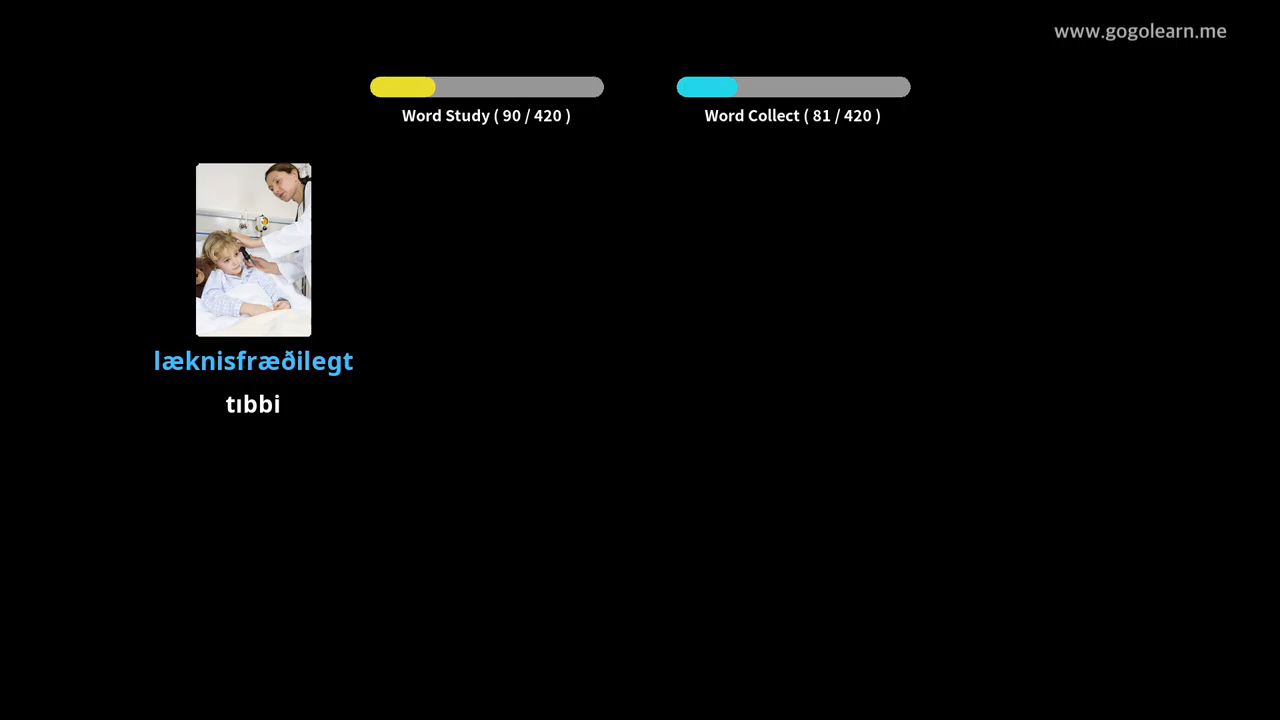 www.gogolearn.me
Word Study ( 90 / 420 )
Word Collect ( 81 / 420 )
læknisfræðilegt
tıbbi